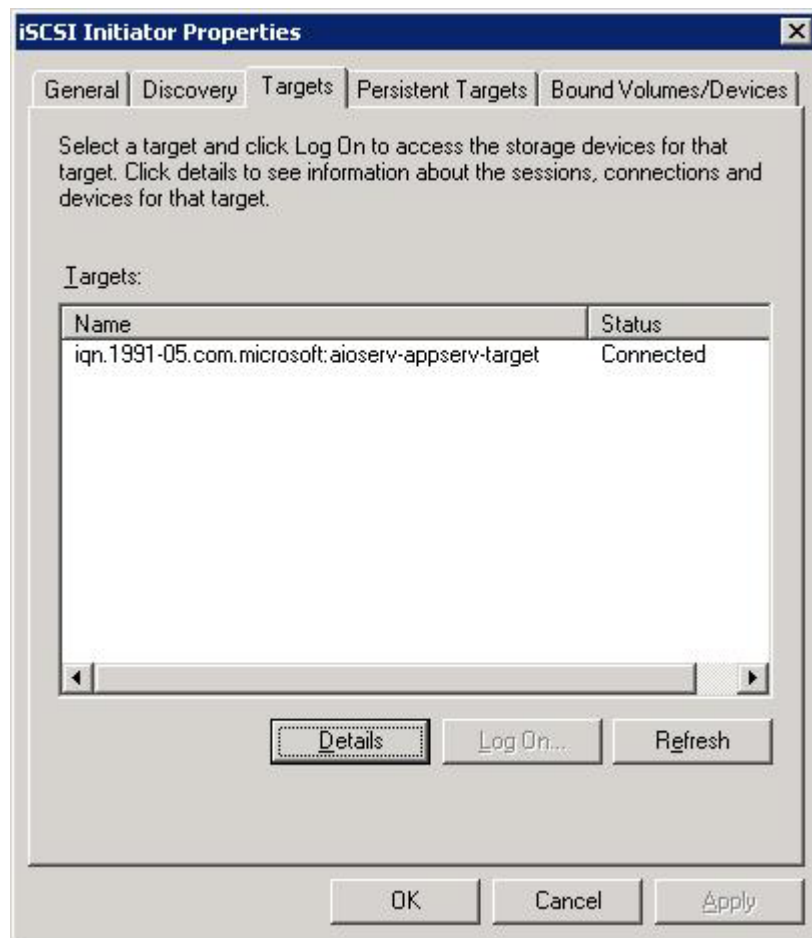 iSCSI Initiator Properties
General Discovery Targets Persistent Targets Bound Volumes/Devices
Select a target and click Log On to access the storage devices for that
target. Click details to see information about the sessions, connections and
devices for that target.
Targets:
Name Status
iqn.1991-05.com.microsoft:aioserv-appserv-target Connected
Details Log On... Refresh
OK Cancel Apply